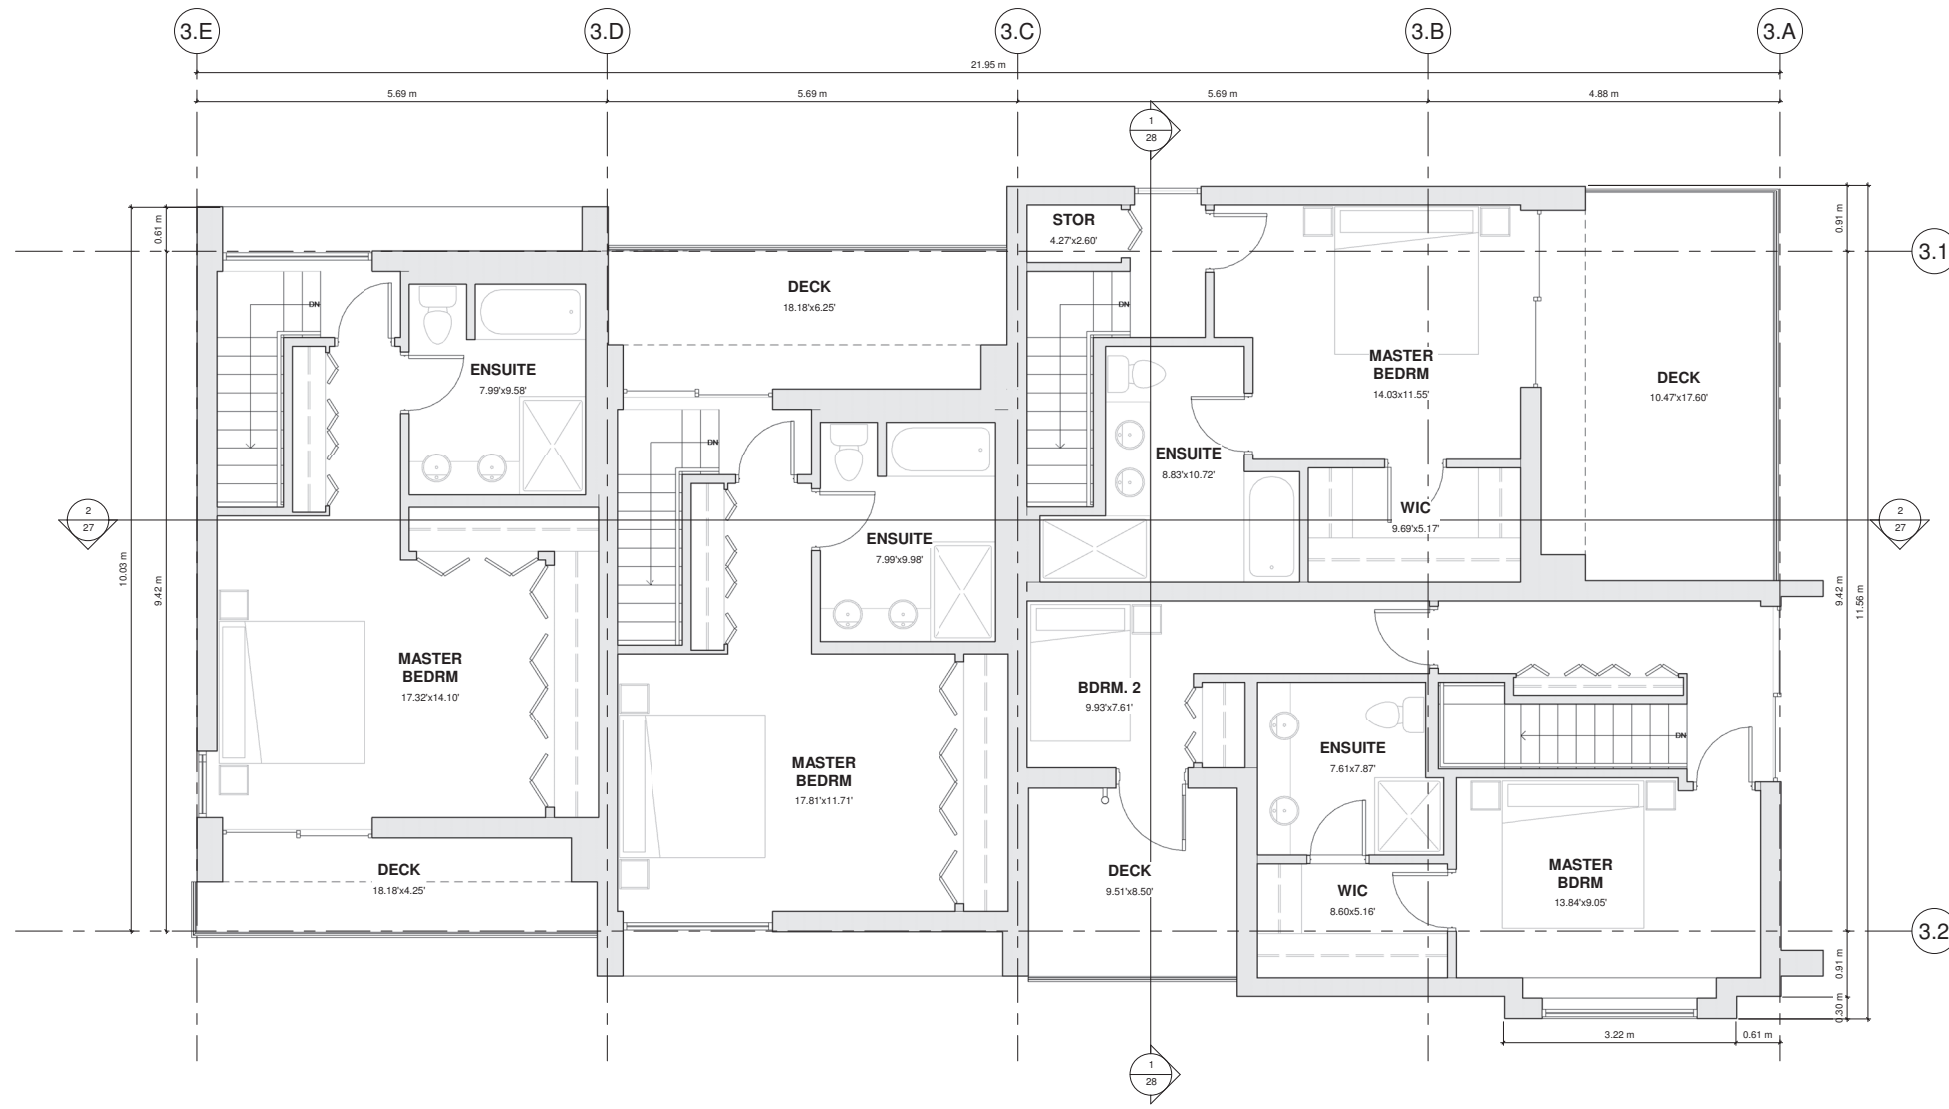 3.E
3.D
3.C
3.B
3.A
21.95 m
5.69 m
5.69 m
5.69 m
4.88 m
1
28
3.1
0.61 m
0.91 m
STOR
4.27'x2.60'
DN
DECK
18.18'x6.25'
DN
ENSUITE
7.99'x9.58'
MASTER
BEDRM
14.03'x11.55'
DECK
10.47'x17.60'
DN
ENSUITE
8.83'x10.72'
WIC
9.69'x5.17'
2
27
2
27
ENSUITE
7.99'x9.98'
10.03 m
9.42 m
9.42 m
11.56 m
MASTER
BEDRM
17.32'x14.10'
BDRM. 2
9.93'x7.61'
ENSUITE
7.61'x7.87'
DN
MASTER
BEDRM
17.81'x11.71'
DECK
18.18'x4.25'
DECK
9.51'x8.50'
WIC
8.60'x5.16'
MASTER
BDRM
13.84'x9.05'
3.2
0.91 m
0.30 m
3.22 m
0.61 m
1
28